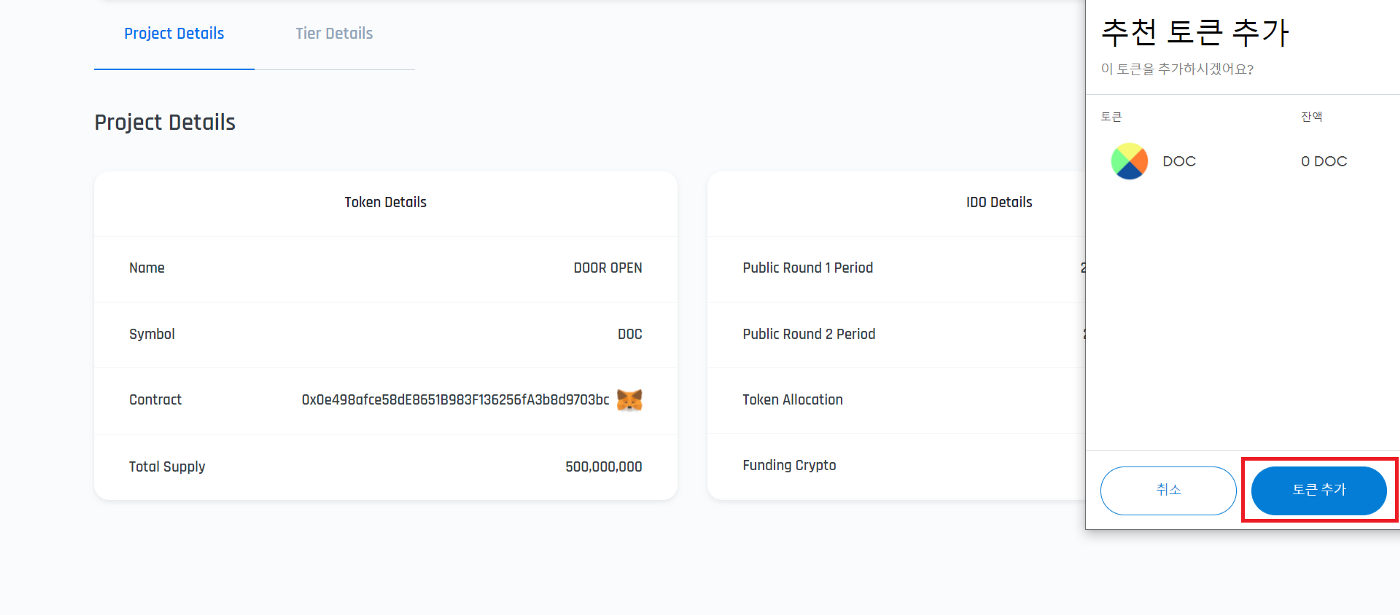 Project Details
Tier Details
Project Details
Token Details
Name DOOR OPEN
Symbol DOC
Contract 0x0e498afce58dE8651B983F136256fA3b8d9703bc
Total Supply 500,000,000
IDO Details
Public Round 1 Period
Public Round 2 Period
Token Allocation
Funding Crypto
추천 토큰 추가
이 토큰을 추가하시겠어요?
토큰 잔액
DOC 0 DOC
취소
토큰 추가